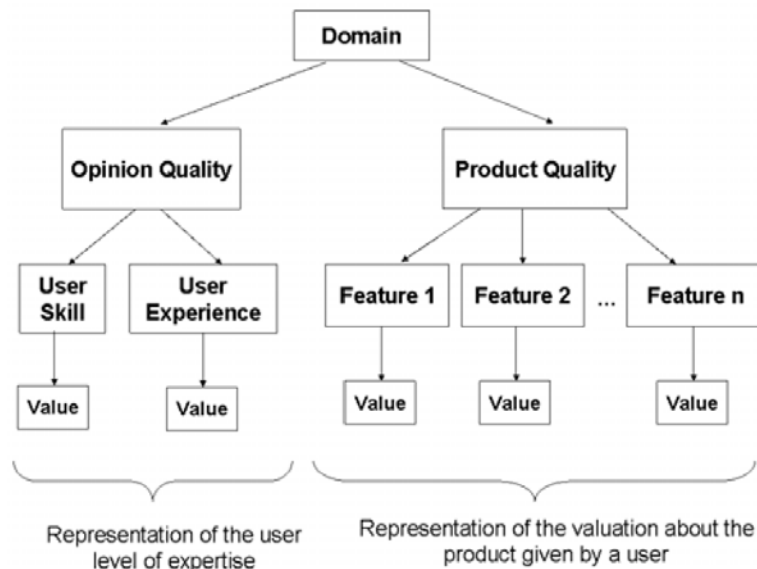 Domain
Opinion Quality
Product Quality
User
Skill
User
Experience
Feature 1
Feature 2
...
Feature n
Value
Value
Value
Value
Value
Representation of the user
level of expertise
Representation of the valuation about the
product given by a user